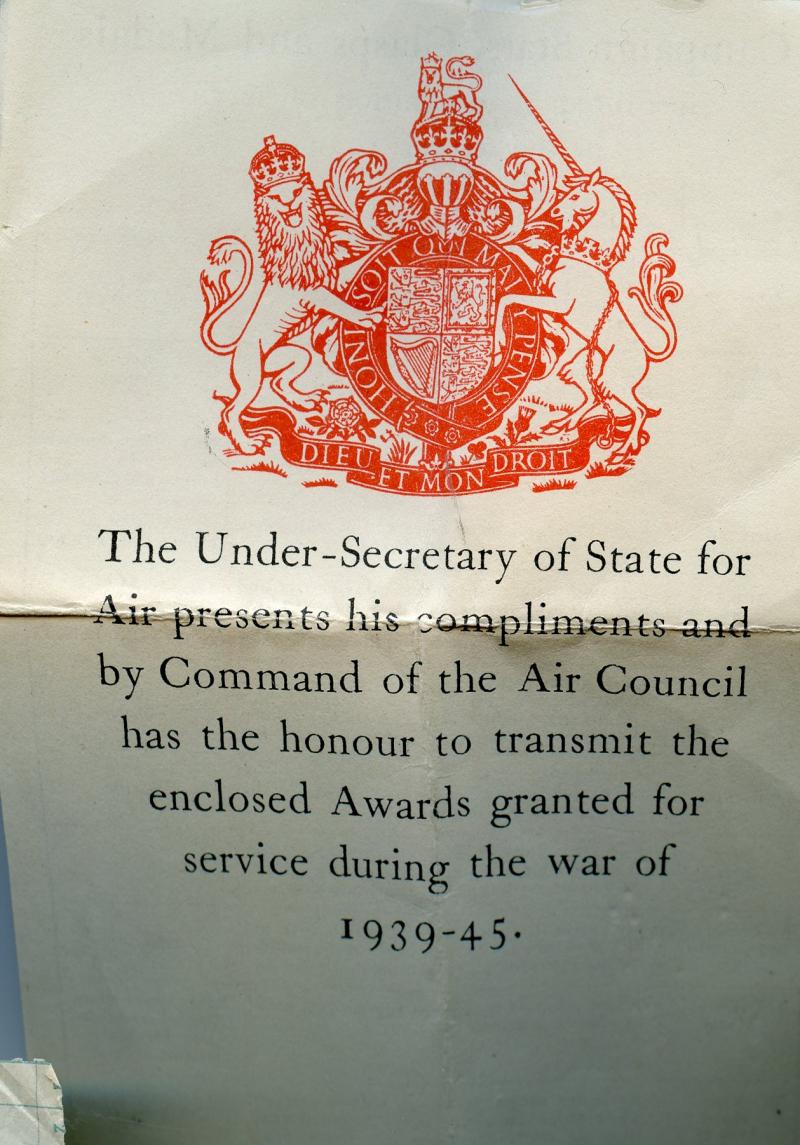 HONI SOIT QUI MAL Y PENSE
DIEU ET MON DROIT
The Under-Secretary of State for
Air presents his compliments and
by Command of the Air Council
has the honour to transmit the
enclosed Awards granted for
service during the war of
1939-45.